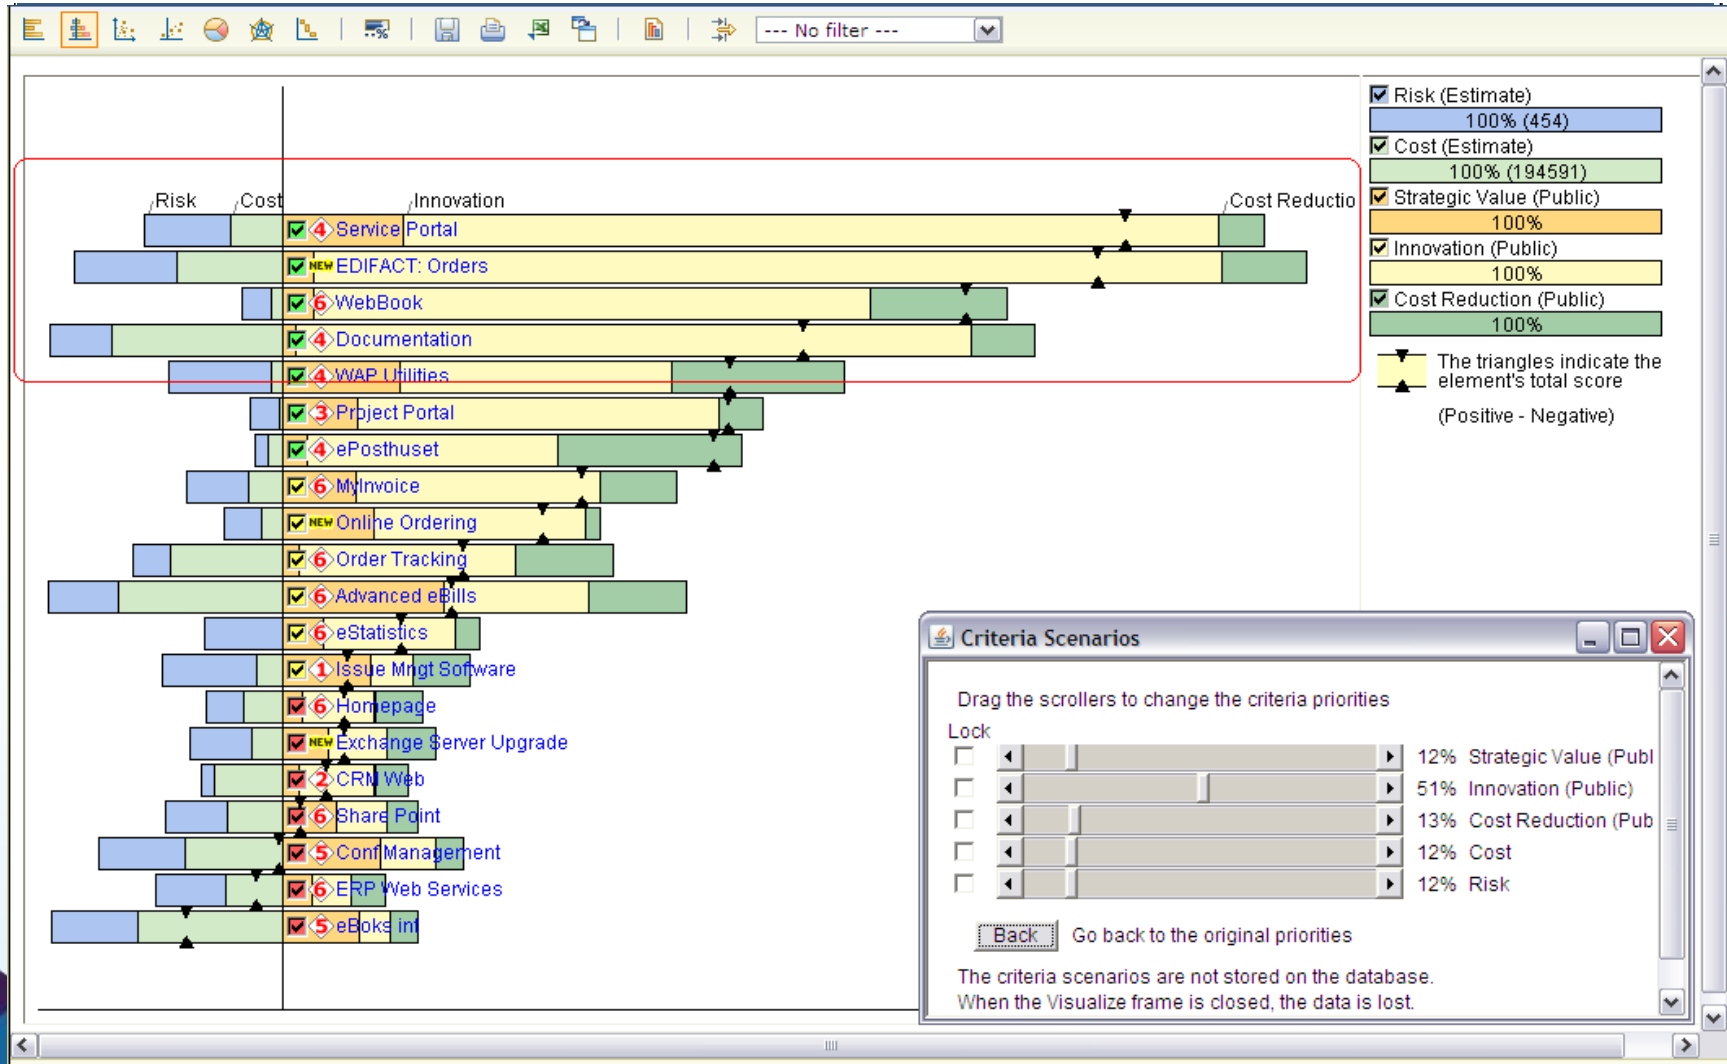 --- No filter ---
Risk
Cost
Innovation
Cost Reductio
4 Service Portal
NEW EDIFACT: Orders
6 WebBook
4 Documentation
4 WAP Utilities
3 Project Portal
4 ePosthuset
6 MyInvoice
NEW Online Ordering
6 Order Tracking
6 Advanced eBills
6 eStatistics
1 Issue Mngt Software
6 Homepage
NEW Exchange Server Upgrade
2 CRM Web
6 Share Point
5 Conf Management
6 ERP Web Services
5 eBoks inf
Risk (Estimate)
100% (454)
Cost (Estimate)
100% (194591)
Strategic Value (Public)
100%
Innovation (Public)
100%
Cost Reduction (Public)
100%
The triangles indicate the
element's total score
(Positive - Negative)
Criteria Scenarios
Drag the scrollers to change the criteria priorities
Lock
12% Strategic Value (Publ
51% Innovation (Public)
13% Cost Reduction (Pub
12% Cost
12% Risk
Back Go back to the original priorities
The criteria scenarios are not stored on the database.
When the Visualize frame is closed, the data is lost.